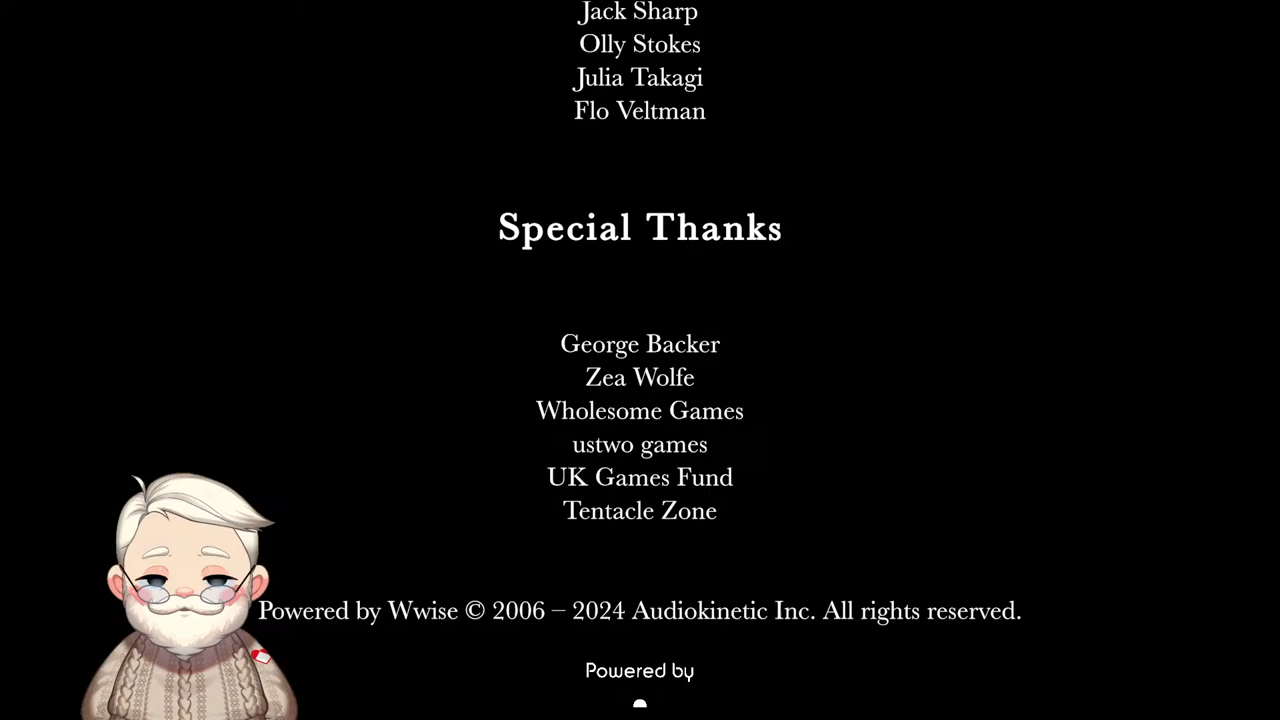 Jack Sharp
Olly Stokes
Julia Takagi
Flo Veltman
Special Thanks
George Backer
Zea Wolfe
Wholesome Games
ustwo games
UK Games Fund
Tentacle Zone
Powered by Wwise © 2006 – 2024 Audiokinetic Inc. All rights reserved.
Powered by